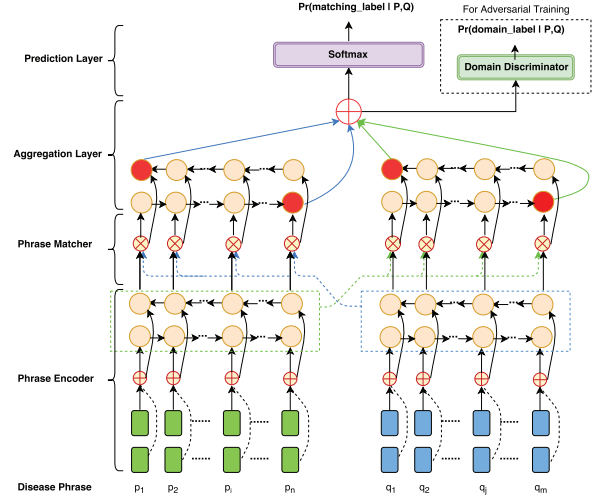 For Adversarial Training
Pr(matching_label | P,Q)
Pr(domain_label | P,Q)
Prediction Layer
Softmax
Domain Discriminator
Aggregation Layer
Phrase Matcher
Phrase Encoder
Disease Phrase
p1 p2 pi pn q1 q2 qj qm